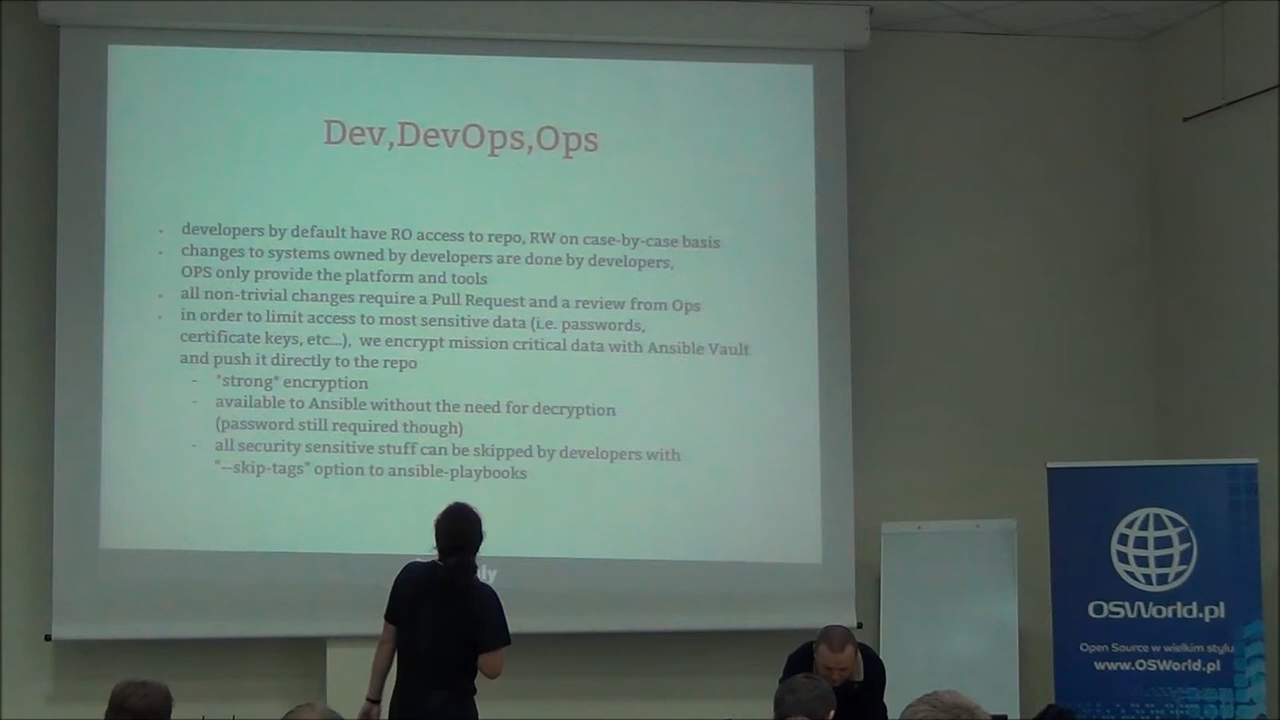 Dev,DevOps,Ops
developers by default have RO access to repo, RW on case-by-case basis
changes to systems owned by developers are done by developers,
OPS only provide the platform and tools
all non-trivial changes require a Pull Request and a review from Ops
in order to limit access to most sensitive data (i.e. passwords,
certificate keys, etc...), we encrypt mission critical data with Ansible Vault
and push it directly to the repo
- "strong" encryption
- available to Ansible without the need for decryption
(password still required though)
- all security sensitive stuff can be skipped by developers with
"--skip-tags" option to ansible-playbooks
OSWorld.pl
Open Source w wielkim stylu
www.OSWorld.pl